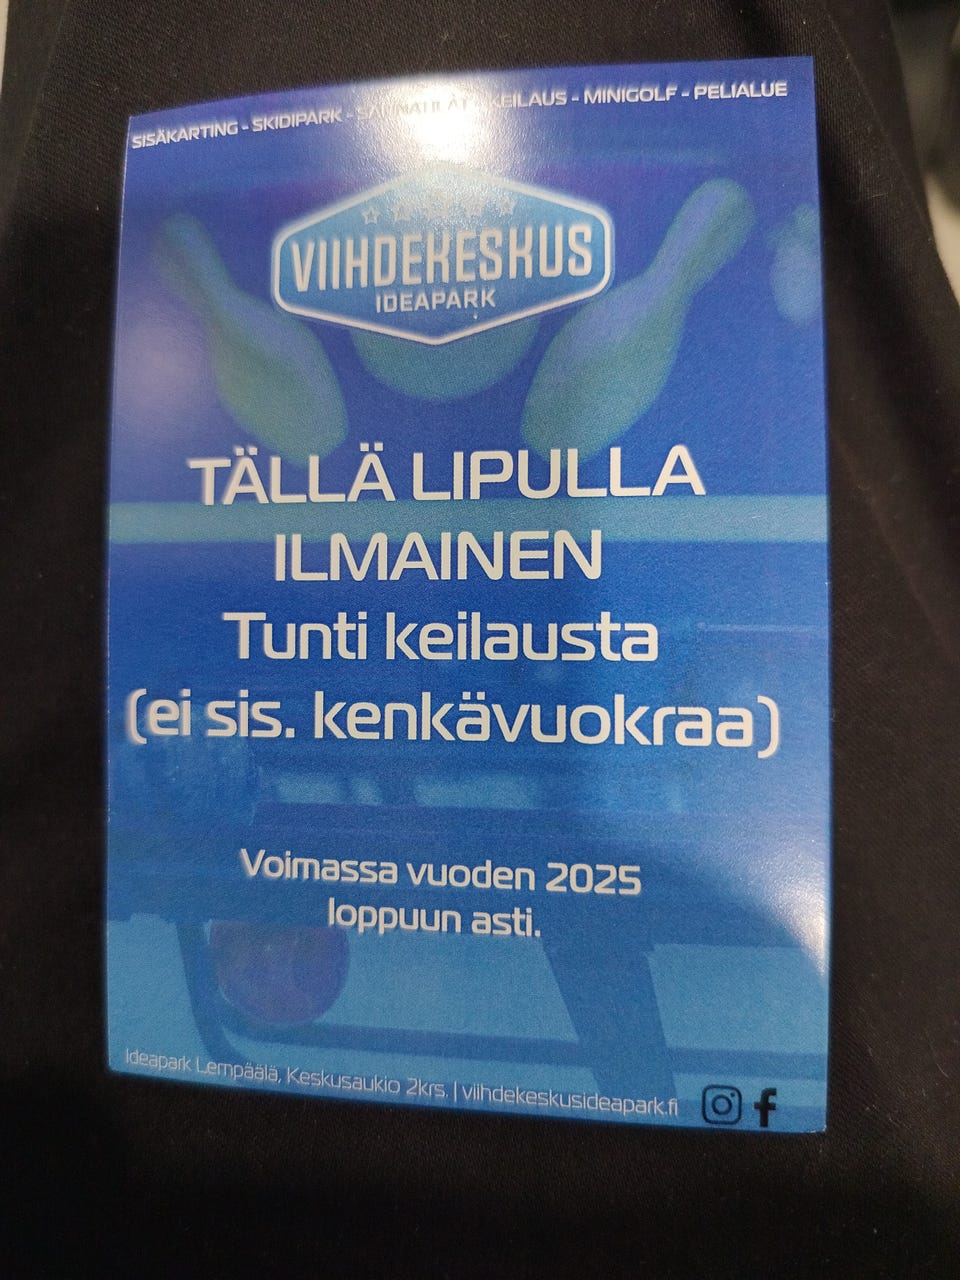 SISÄKARTING - SKIDIPARK - SAUNATILAT - KEILAUS - MINIGOLF - PELIALUE
VIIHDEKESKUS
IDEAPARK
TÄLLÄ LIPULLA
ILMAINEN
Tunti keilausta
(ei sis. kenkävuokraa)
Voimassa vuoden 2025
loppuun asti.
Ideapark Lempäälä, Keskusaukio 2krs. | viihdekeskusideapark.fi